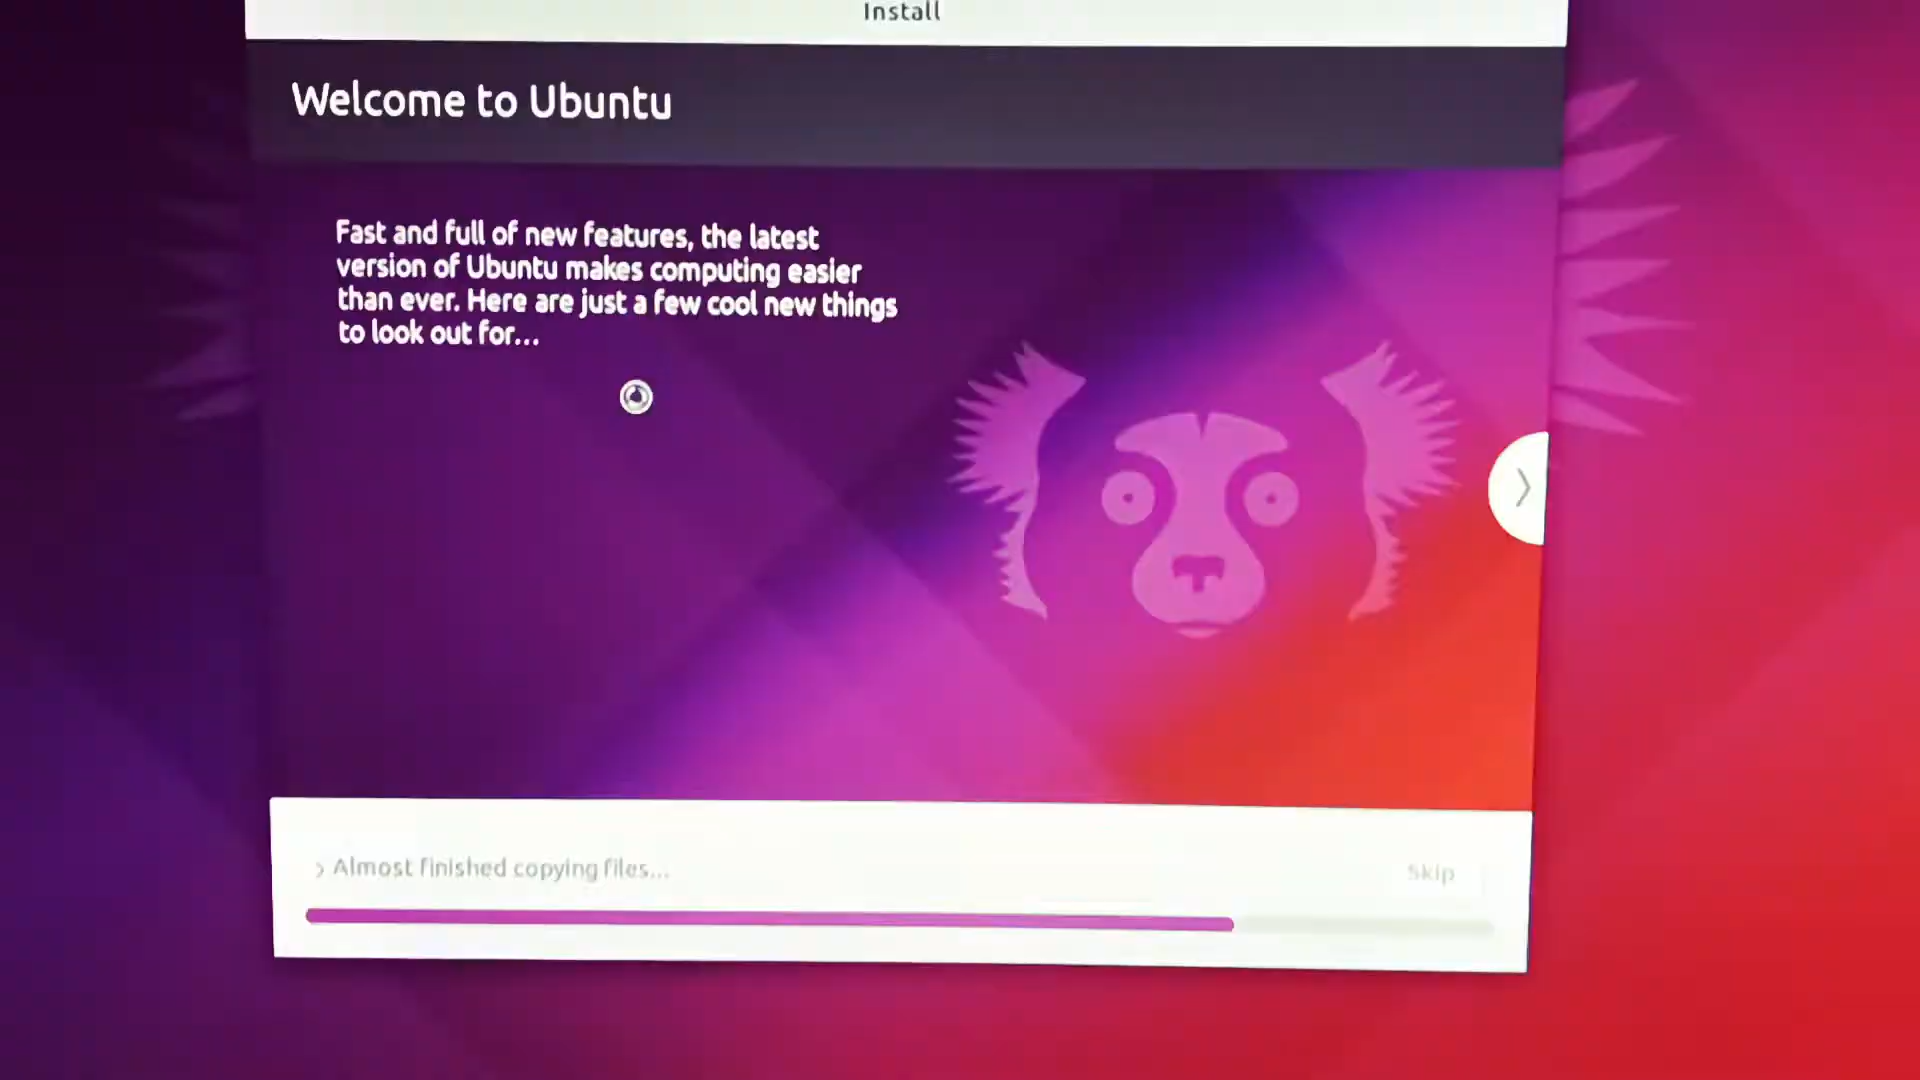 Install
Welcome to Ubuntu
Fast and full of new features, the latest
version of Ubuntu makes computing easier
than ever. Here are just a few cool new things
to look out for...
> Almost finished copying files...
Skip